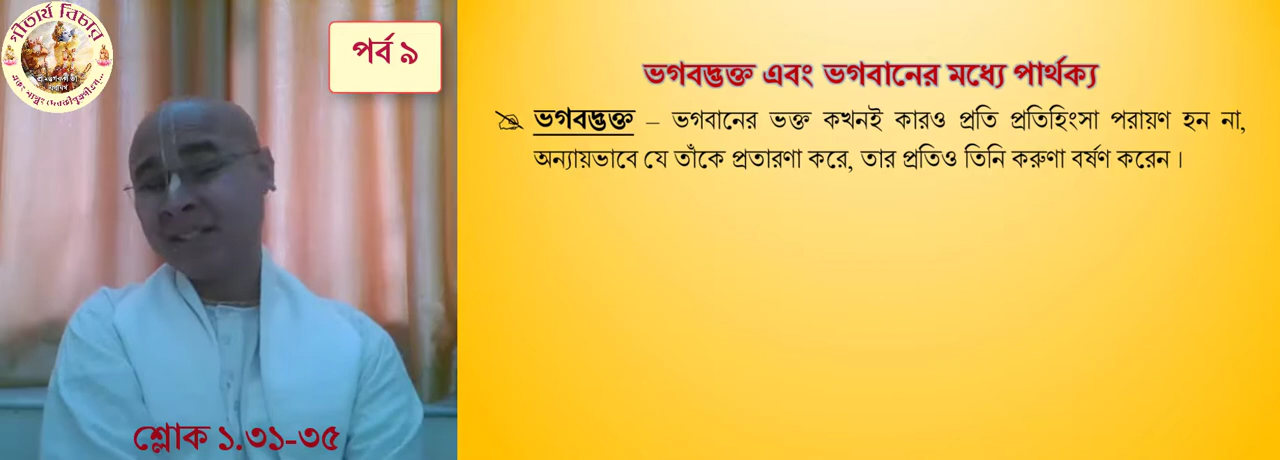 গীতার্থ বিচার
পর্ব ৯
ভগবদ্ভক্ত এবং ভগবানের মধ্যে পার্থক্য
ভগবদ্ভক্ত – ভগবানের ভক্ত কখনই কারও প্রতি প্রতিহিংসা পরায়ণ হন না,
অন্যায়ভাবে যে তাঁকে প্রতারণা করে, তার প্রতিও তিনি করুণা বর্ষণ করেন।
শ্লোক ১.৩১-৩৫